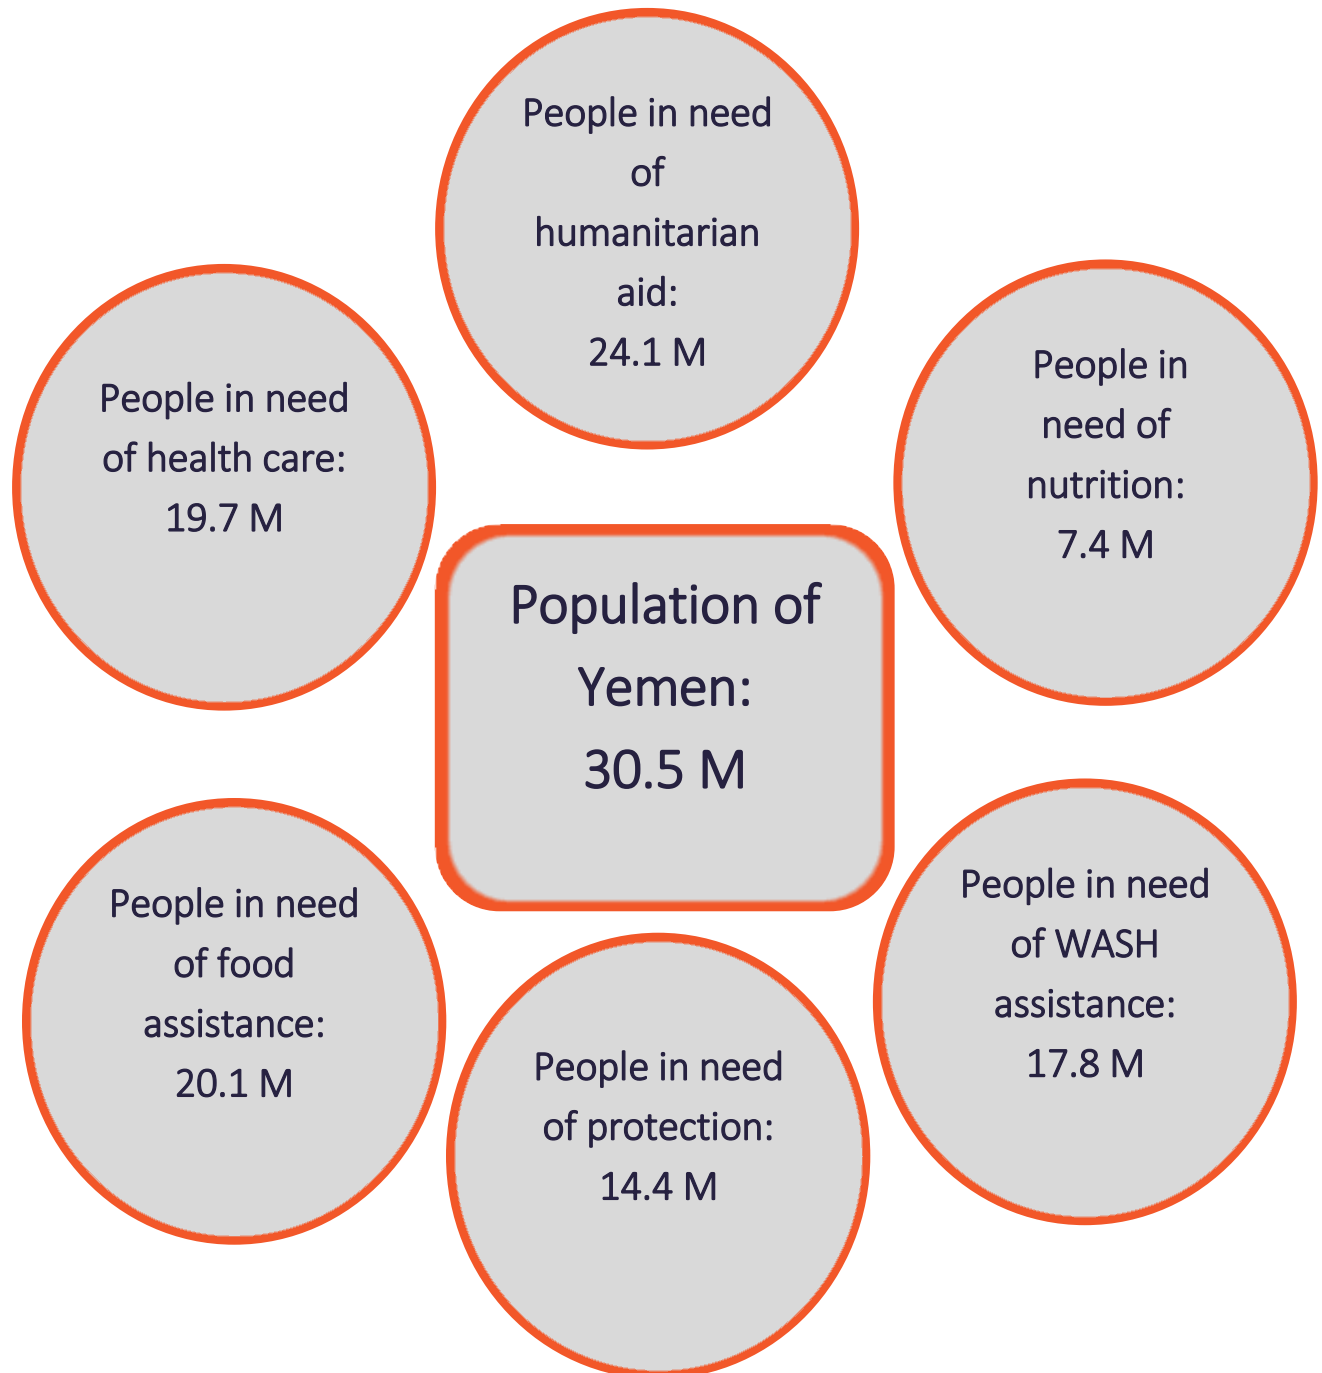 People in need
of
humanitarian
aid:
24.1 M
People in need
of health care:
19.7 M
People in
need of
nutrition:
7.4 M
Population of
Yemen:
30.5 M
People in need
of food
assistance:
20.1 M
People in need
of WASH
assistance:
17.8 M
People in need
of protection:
14.4 M